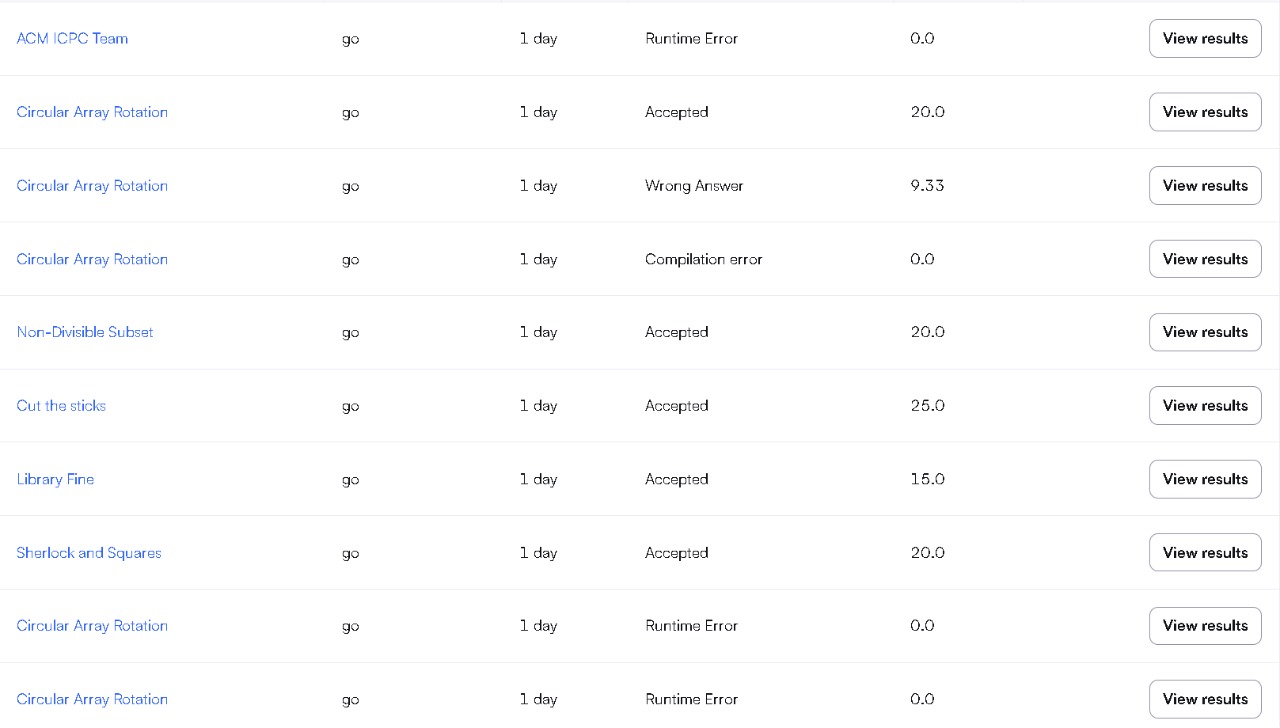 ACM ICPC Team go 1 day Runtime Error 0.0 View results
Circular Array Rotation go 1 day Accepted 20.0 View results
Circular Array Rotation go 1 day Wrong Answer 9.33 View results
Circular Array Rotation go 1 day Compilation error 0.0 View results
Non-Divisible Subset go 1 day Accepted 20.0 View results
Cut the sticks go 1 day Accepted 25.0 View results
Library Fine go 1 day Accepted 15.0 View results
Sherlock and Squares go 1 day Accepted 20.0 View results
Circular Array Rotation go 1 day Runtime Error 0.0 View results
Circular Array Rotation go 1 day Runtime Error 0.0 View results